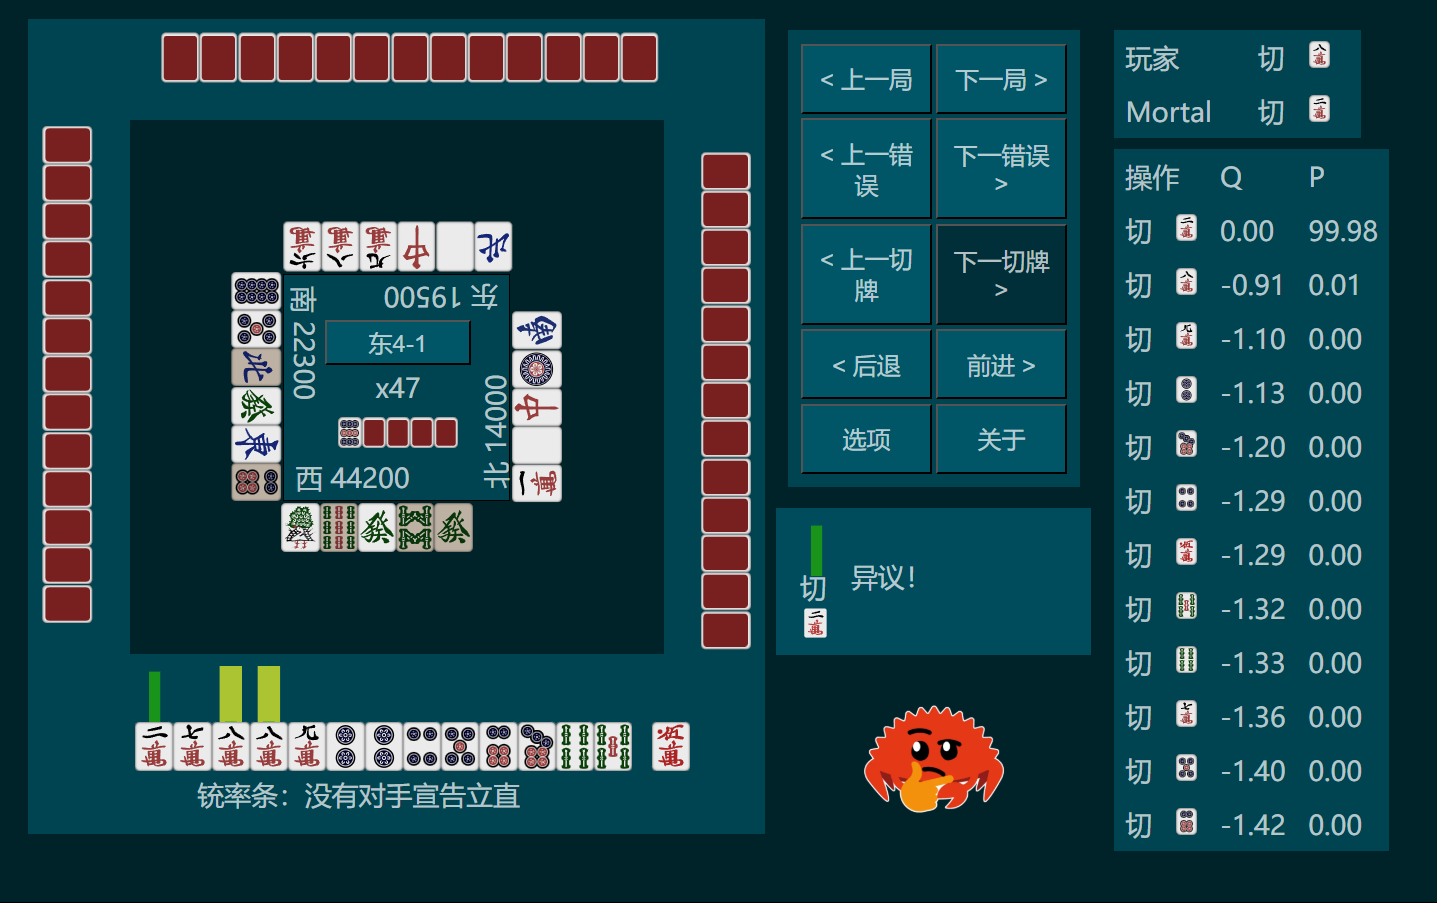 东 19500
南 22300
东4-1
x47
北 14000
西 44200
铳率条：没有对手宣告立直
< 上一局
下一局 >
< 上一错误
下一错误 >
< 上一切牌
下一切牌 >
< 后退
前进 >
选项
关于
切
异议！
玩家 切
Mortal 切
操作 Q P
切 0.00 99.98
切 -0.91 0.01
切 -1.10 0.00
切 -1.13 0.00
切 -1.20 0.00
切 -1.29 0.00
切 -1.29 0.00
切 -1.32 0.00
切 -1.33 0.00
切 -1.36 0.00
切 -1.40 0.00
切 -1.42 0.00